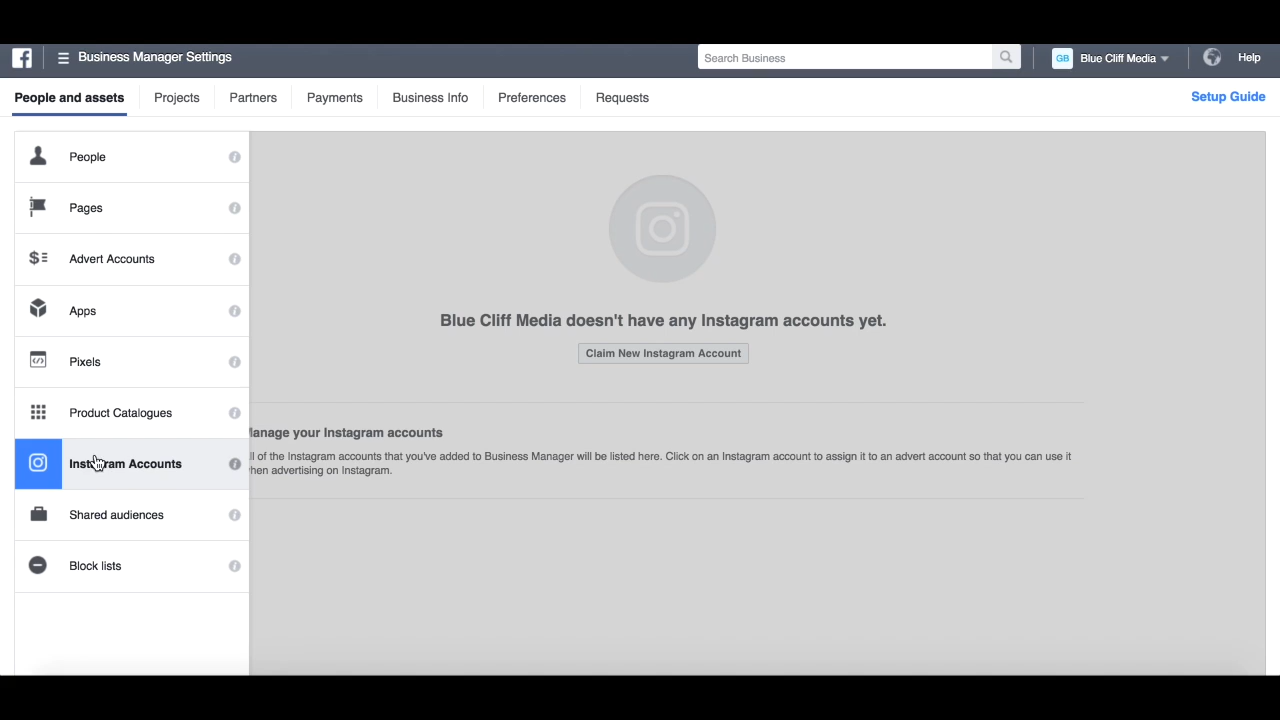 Business Manager Settings
Search Business
GB Blue Cliff Media
Help
People and assets
Projects
Partners
Payments
Business Info
Preferences
Requests
Setup Guide
People
Pages
Advert Accounts
Apps
Pixels
Product Catalogues
Instagram Accounts
Shared audiences
Block lists
Blue Cliff Media doesn't have any Instagram accounts yet.
Claim New Instagram Account
anage your Instagram accounts
ll of the Instagram accounts that you've added to Business Manager will be listed here. Click on an Instagram account to assign it to an advert account so that you can use it
hen advertising on Instagram.